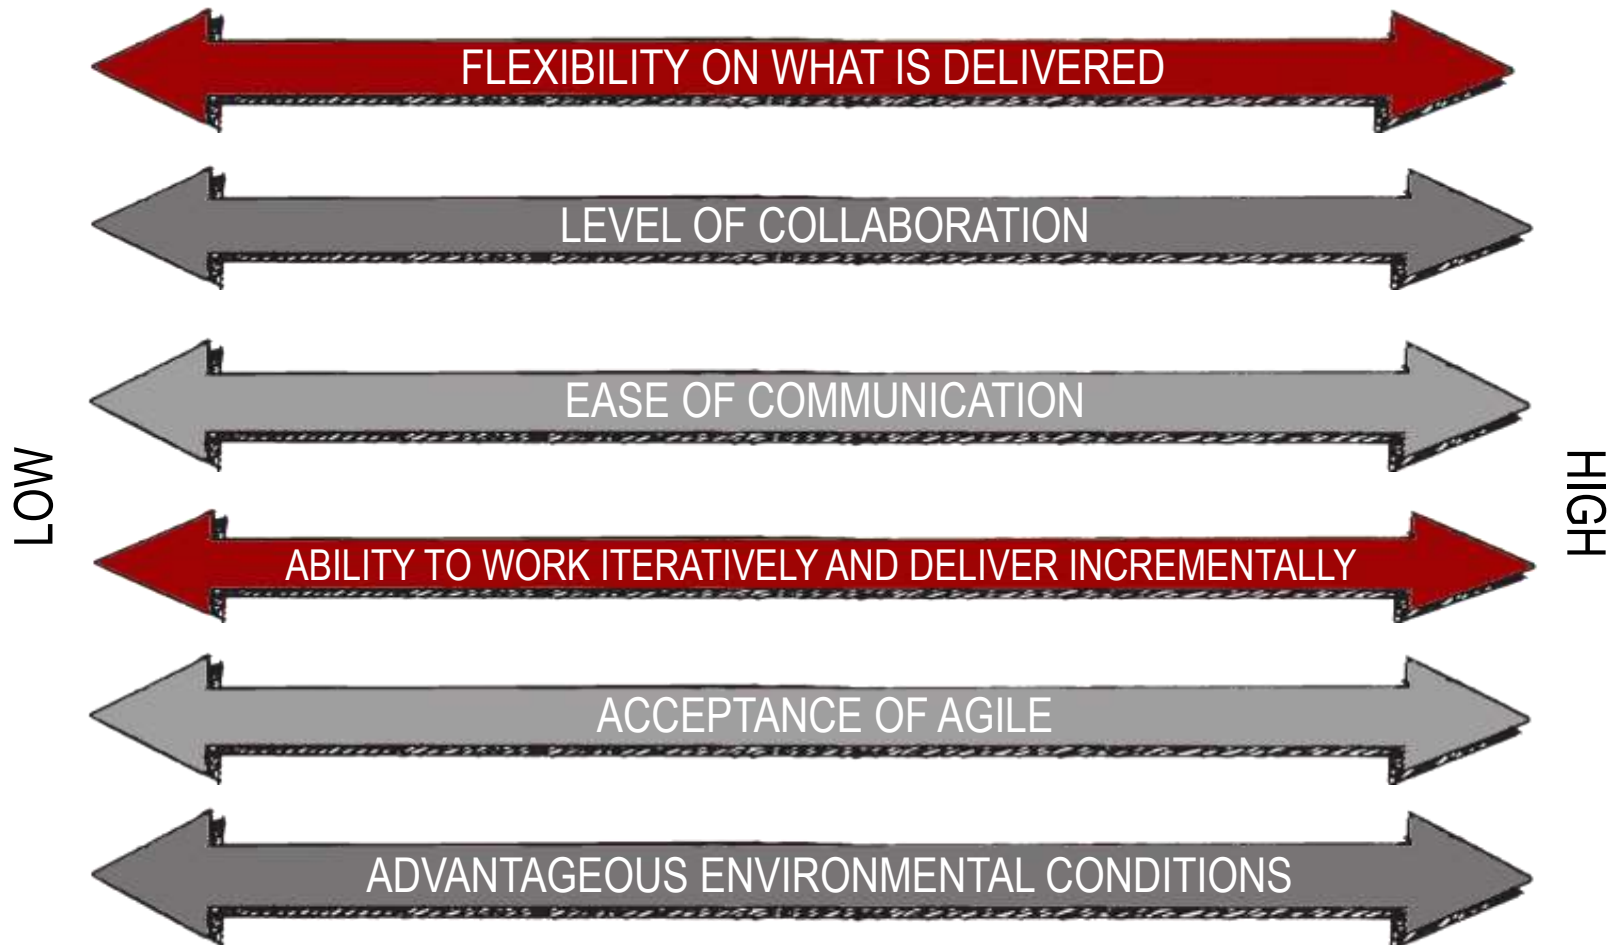 FLEXIBILITY ON WHAT IS DELIVERED
LEVEL OF COLLABORATION
EASE OF COMMUNICATION
LOW
HIGH
ABILITY TO WORK ITERATIVELY AND DELIVER INCREMENTALLY
ACCEPTANCE OF AGILE
ADVANTAGEOUS ENVIRONMENTAL CONDITIONS